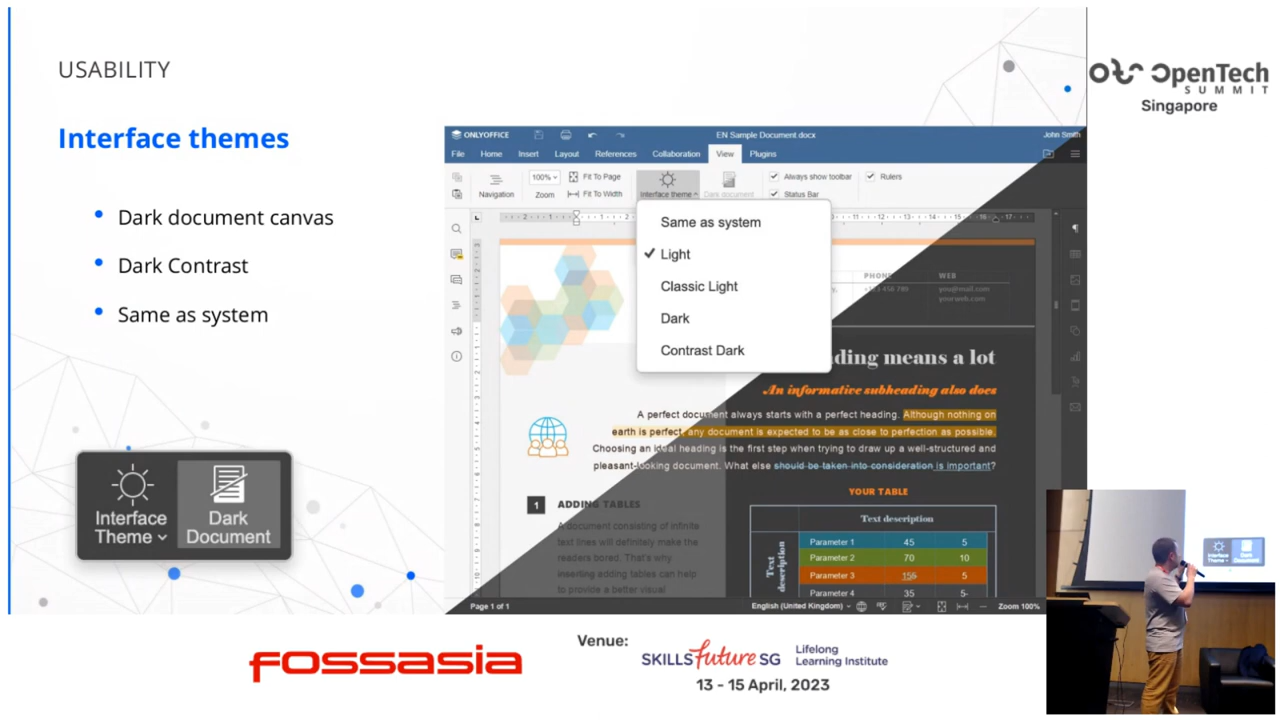 USABILITY
Interface themes
Dark document canvas
Dark Contrast
Same as system
Interface
Theme
Dark
Document
ONLYOFFICE
EN Sample Document.docx
John Smith
File Home Insert Layout References Collaboration View Plugins
Navigation
100%
Zoom
Fit To Page
Fit To Width
Interface theme
Dark document
Always show toolbar
Status Bar
Rulers
Same as system
Light
Classic Light
Dark
Contrast Dark
PHONE
WEB
you@mail.com
yourweb.com
ding means a lot
An informative subheading also does
A perfect document always starts with a perfect heading. Although nothing on
earth is perfect, any document is expected to be as close to perfection as possible.
Choosing an ideal heading is the first step when trying to draw up a well-structured and
pleasant-looking document. What else should be taken into consideration is important?
1 ADDING TABLES
A document consisting of infinite
text lines will definitely make the
readers bored. That's why
inserting adding tables can help
to provide a better visual
YOUR TABLE
Text description
Text description
Parameter 1 45 5
Parameter 2 70 10
Parameter 3 155 5
Parameter 4 35 5-
Page 1 of 1
English (United Kingdom)
Zoom 100%
OpenTech
SUMMIT
Singapore
Interface
Theme
Dark
Document
fossasia
Venue:
SKILLS future SG
Lifelong
Learning Institute
13 - 15 April, 2023